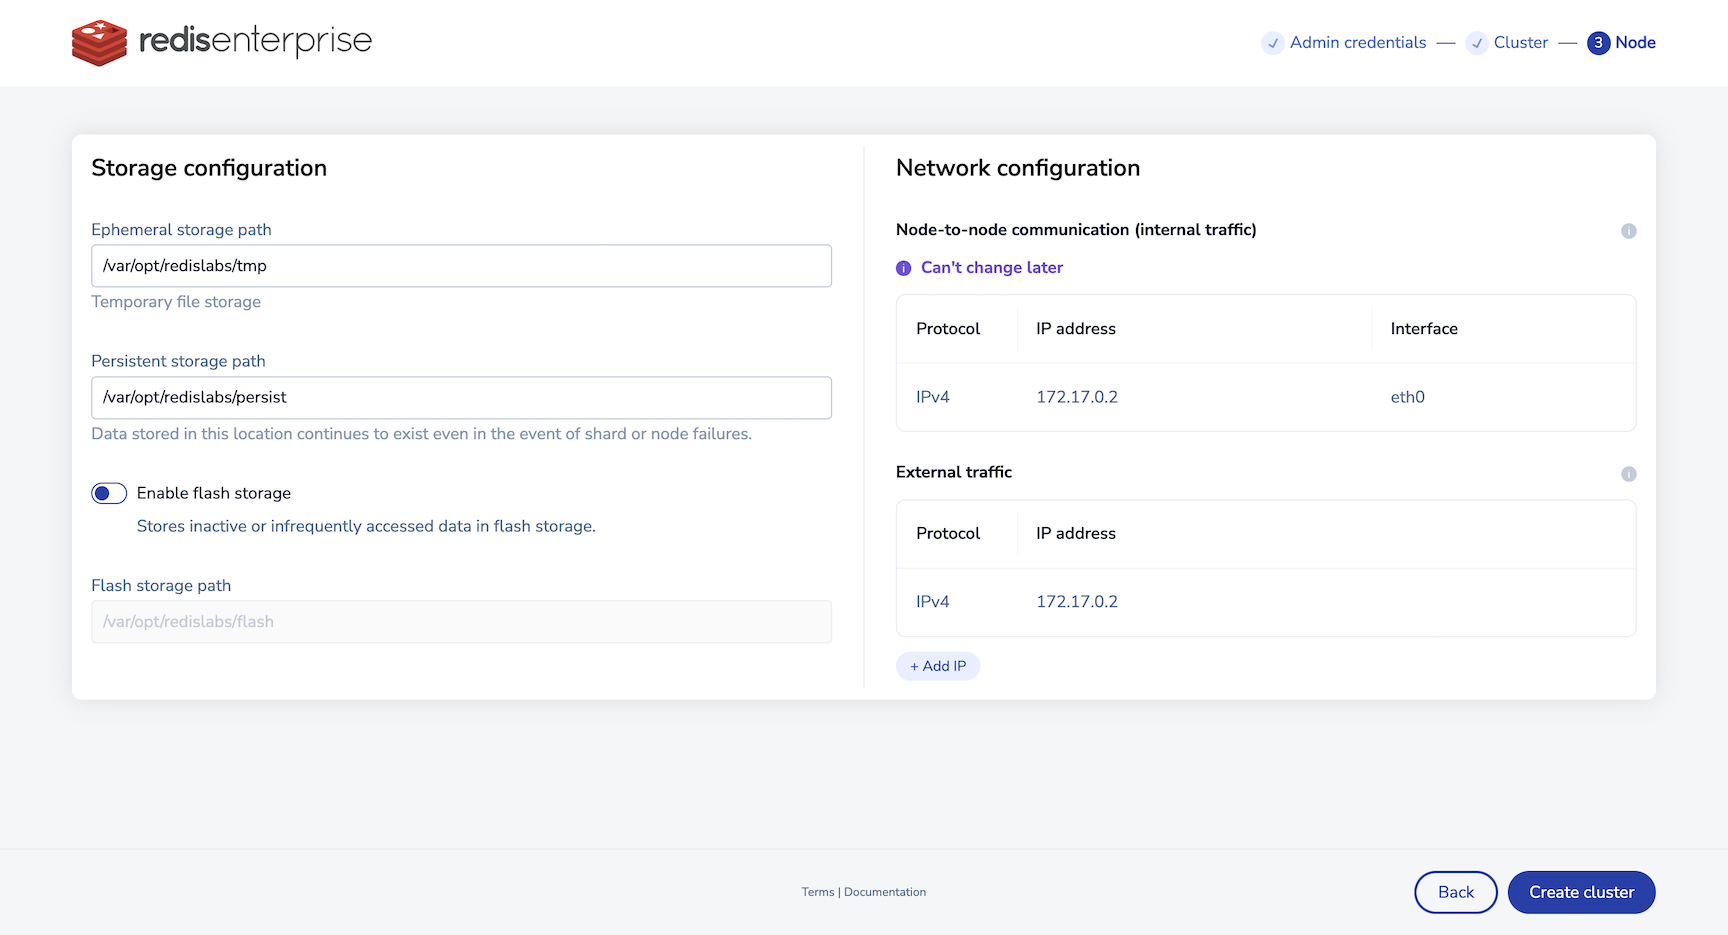 redisenterprise
✓ Admin credentials — ✓ Cluster — 3 Node
Storage configuration
Ephemeral storage path
/var/opt/redislabs/tmp
Temporary file storage
Persistent storage path
/var/opt/redislabs/persist
Data stored in this location continues to exist even in the event of shard or node failures.
Enable flash storage
Stores inactive or infrequently accessed data in flash storage.
Flash storage path
/var/opt/redislabs/flash
Network configuration
Node-to-node communication (internal traffic)
Can't change later
Protocol IP address Interface
IPv4 172.17.0.2 eth0
External traffic
Protocol IP address
IPv4 172.17.0.2
+ Add IP
Terms | Documentation
Back Create cluster